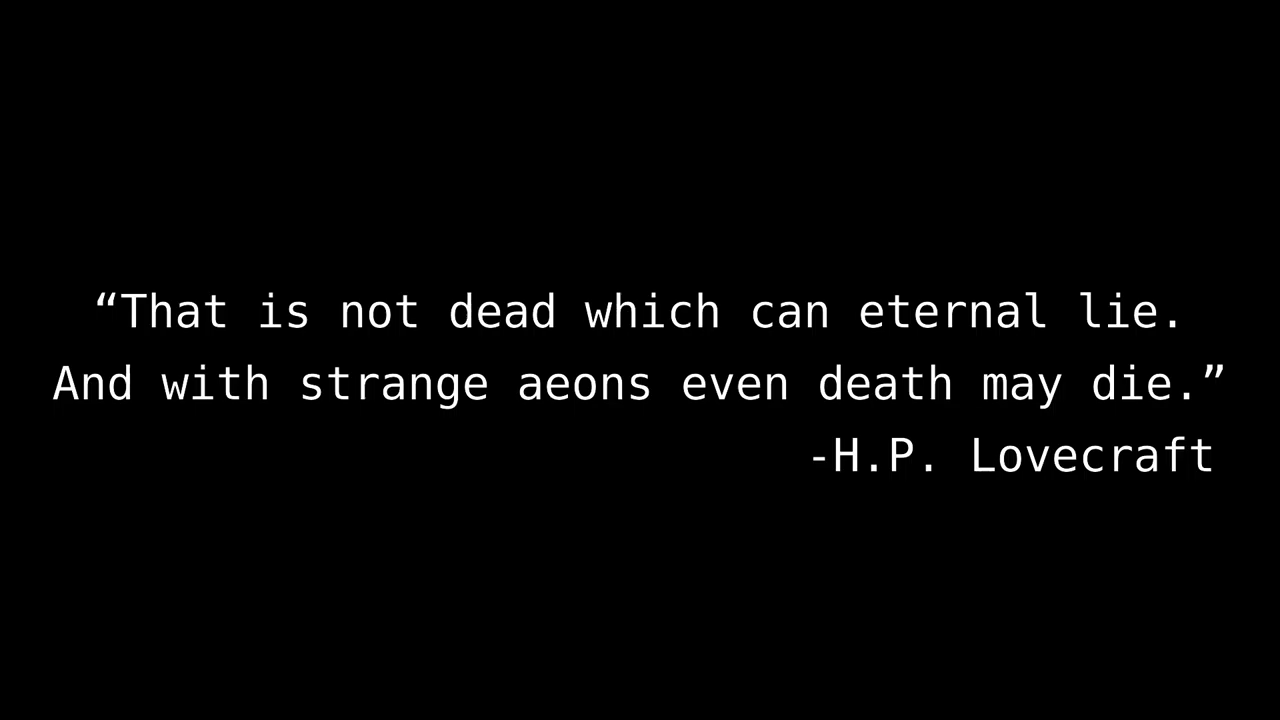 “That is not dead which can eternal lie.
And with strange aeons even death may die.”
-H.P. Lovecraft